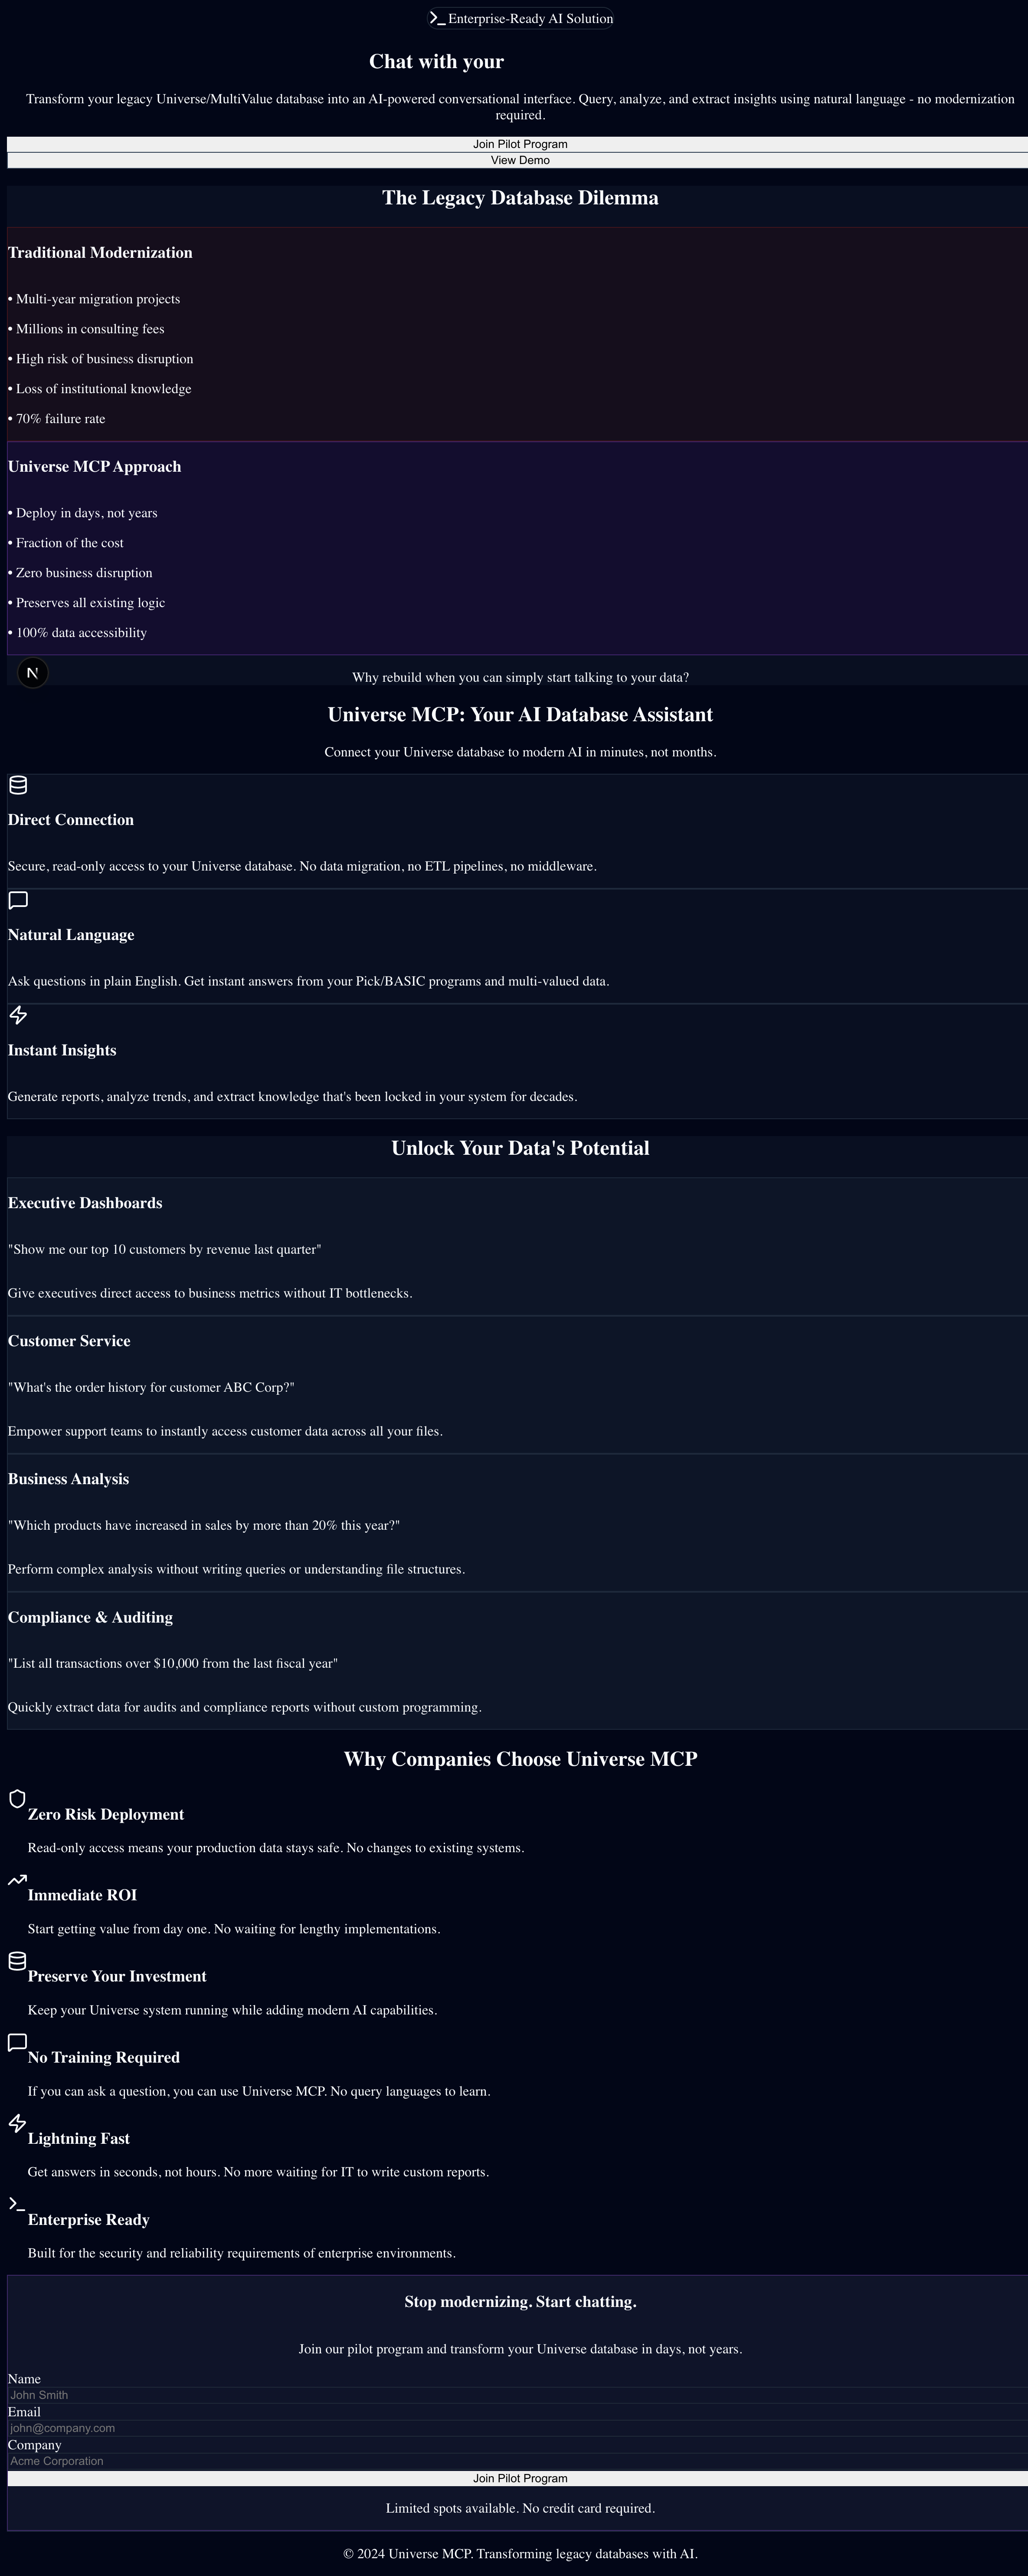 Enterprise-Ready AI Solution
Chat with your
Transform your legacy Universe/MultiValue database into an AI-powered conversational interface. Query, analyze, and extract insights using natural language - no modernization
required.
Join Pilot Program
View Demo
The Legacy Database Dilemma
Traditional Modernization
• Multi-year migration projects
• Millions in consulting fees
• High risk of business disruption
• Loss of institutional knowledge
• 70% failure rate
Universe MCP Approach
• Deploy in days, not years
• Fraction of the cost
• Zero business disruption
• Preserves all existing logic
• 100% data accessibility
N
Why rebuild when you can simply start talking to your data?
Universe MCP: Your AI Database Assistant
Connect your Universe database to modern AI in minutes, not months.
Direct Connection
Secure, read-only access to your Universe database. No data migration, no ETL pipelines, no middleware.
Natural Language
Ask questions in plain English. Get instant answers from your Pick/BASIC programs and multi-valued data.
Instant Insights
Generate reports, analyze trends, and extract knowledge that's been locked in your system for decades.
Unlock Your Data's Potential
Executive Dashboards
"Show me our top 10 customers by revenue last quarter"
Give executives direct access to business metrics without IT bottlenecks.
Customer Service
"What's the order history for customer ABC Corp?"
Empower support teams to instantly access customer data across all your files.
Business Analysis
"Which products have increased in sales by more than 20% this year?"
Perform complex analysis without writing queries or understanding file structures.
Compliance & Auditing
"List all transactions over $10,000 from the last fiscal year"
Quickly extract data for audits and compliance reports without custom programming.
Why Companies Choose Universe MCP
Zero Risk Deployment
Read-only access means your production data stays safe. No changes to existing systems.
Immediate ROI
Start getting value from day one. No waiting for lengthy implementations.
Preserve Your Investment
Keep your Universe system running while adding modern AI capabilities.
No Training Required
If you can ask a question, you can use Universe MCP. No query languages to learn.
Lightning Fast
Get answers in seconds, not hours. No more waiting for IT to write custom reports.
Enterprise Ready
Built for the security and reliability requirements of enterprise environments.
Stop modernizing. Start chatting.
Join our pilot program and transform your Universe database in days, not years.
Name
John Smith
Email
john@company.com
Company
Acme Corporation
Join Pilot Program
Limited spots available. No credit card required.
© 2024 Universe MCP. Transforming legacy databases with AI.